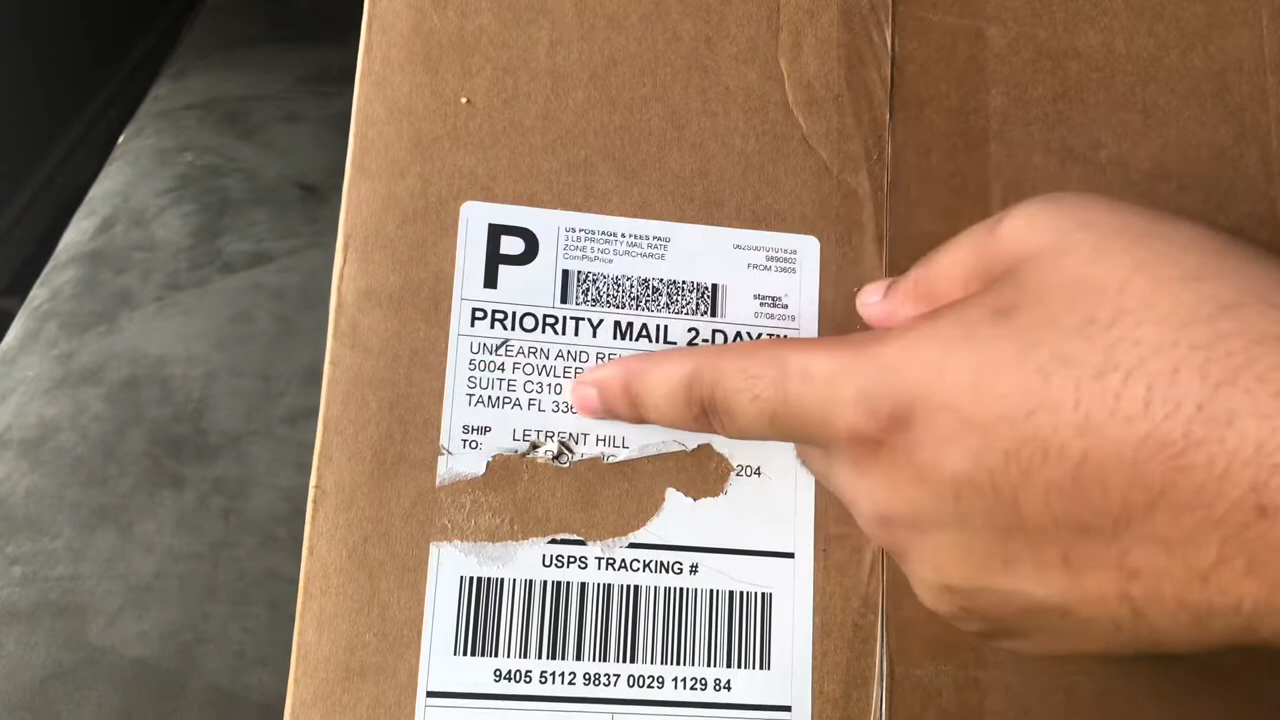 P
US POSTAGE & FEES PAID
3 LB PRIORITY MAIL RATE
ZONE 5 NO SURCHARGE
ComPlsPrice
062S0010101838
9890802
FROM 33605
stamps
endicia
07/08/2019
PRIORITY MAIL 2-DAY™
UNLEARN AND
5004 FOWLER
SUITE C310
TAMPA FL
SHIP
TO:
LETRENT HILL
204
USPS TRACKING #
9405 5112 9837 0029 1129 84